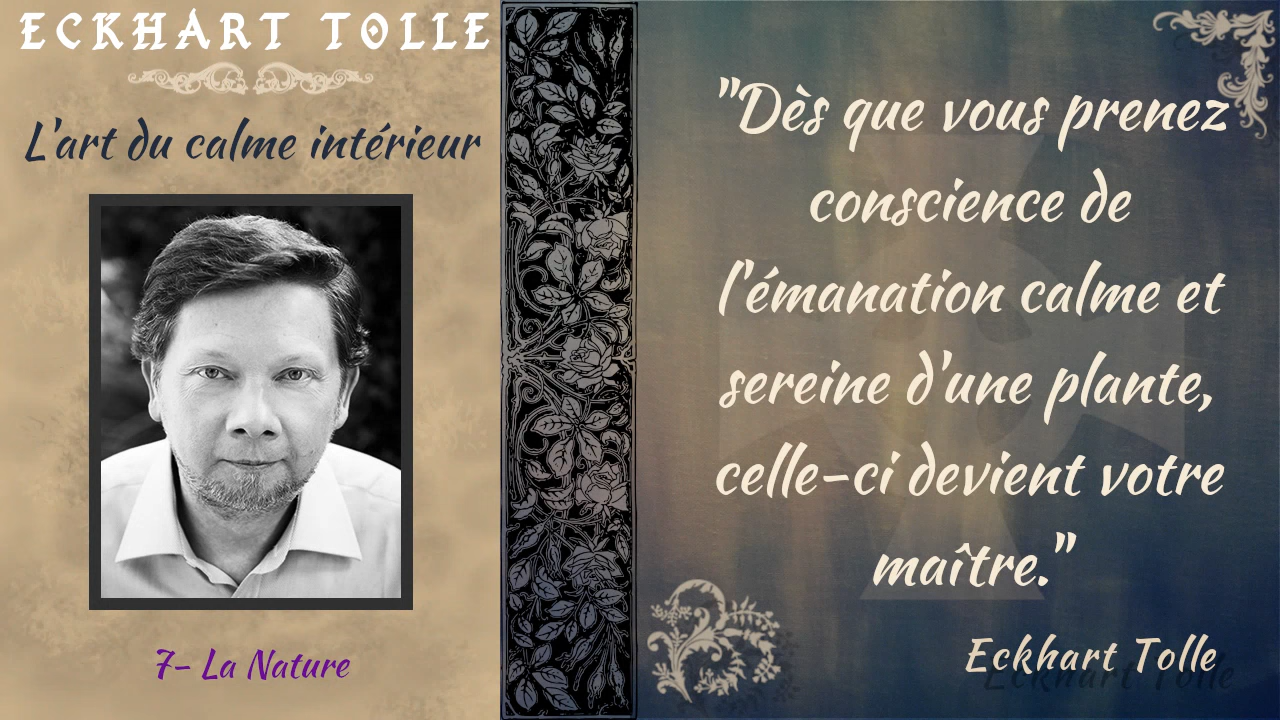 ECKHART TOLLE
L'art du calme intérieur
7- La Nature
"Dès que vous prenez
conscience de
l'émanation calme et
sereine d'une plante,
celle-ci devient votre
maître."
Eckhart Tolle